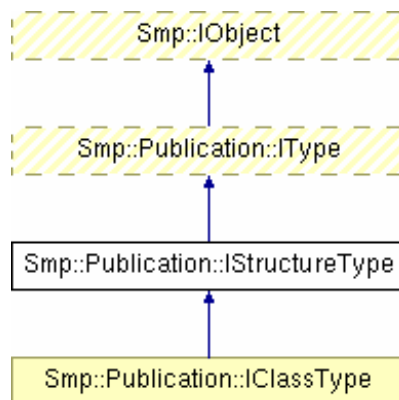 Smp::IObject
Smp::Publication::IType
Smp::Publication::IStructureType
Smp::Publication::IClassType